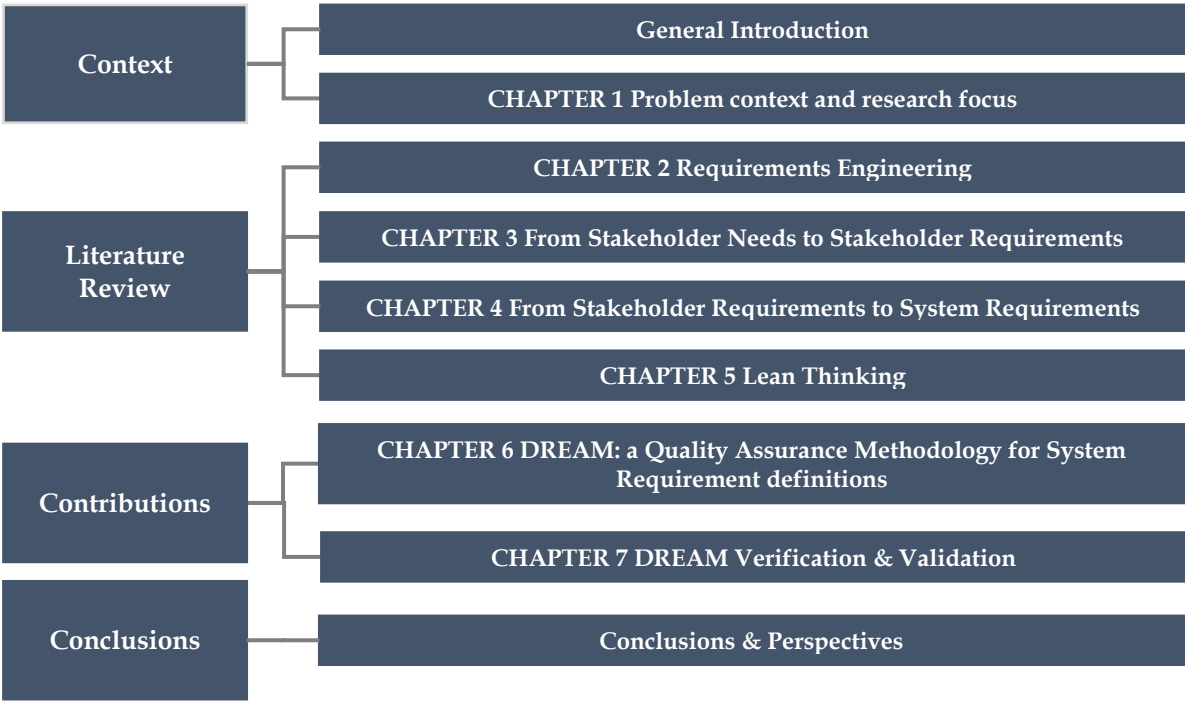 Context
General Introduction
CHAPTER 1 Problem context and research focus
Literature
Review
CHAPTER 2 Requirements Engineering
CHAPTER 3 From Stakeholder Needs to Stakeholder Requirements
CHAPTER 4 From Stakeholder Requirements to System Requirements
CHAPTER 5 Lean Thinking
Contributions
CHAPTER 6 DREAM: a Quality Assurance Methodology for System
Requirement definitions
CHAPTER 7 DREAM Verification & Validation
Conclusions
Conclusions & Perspectives